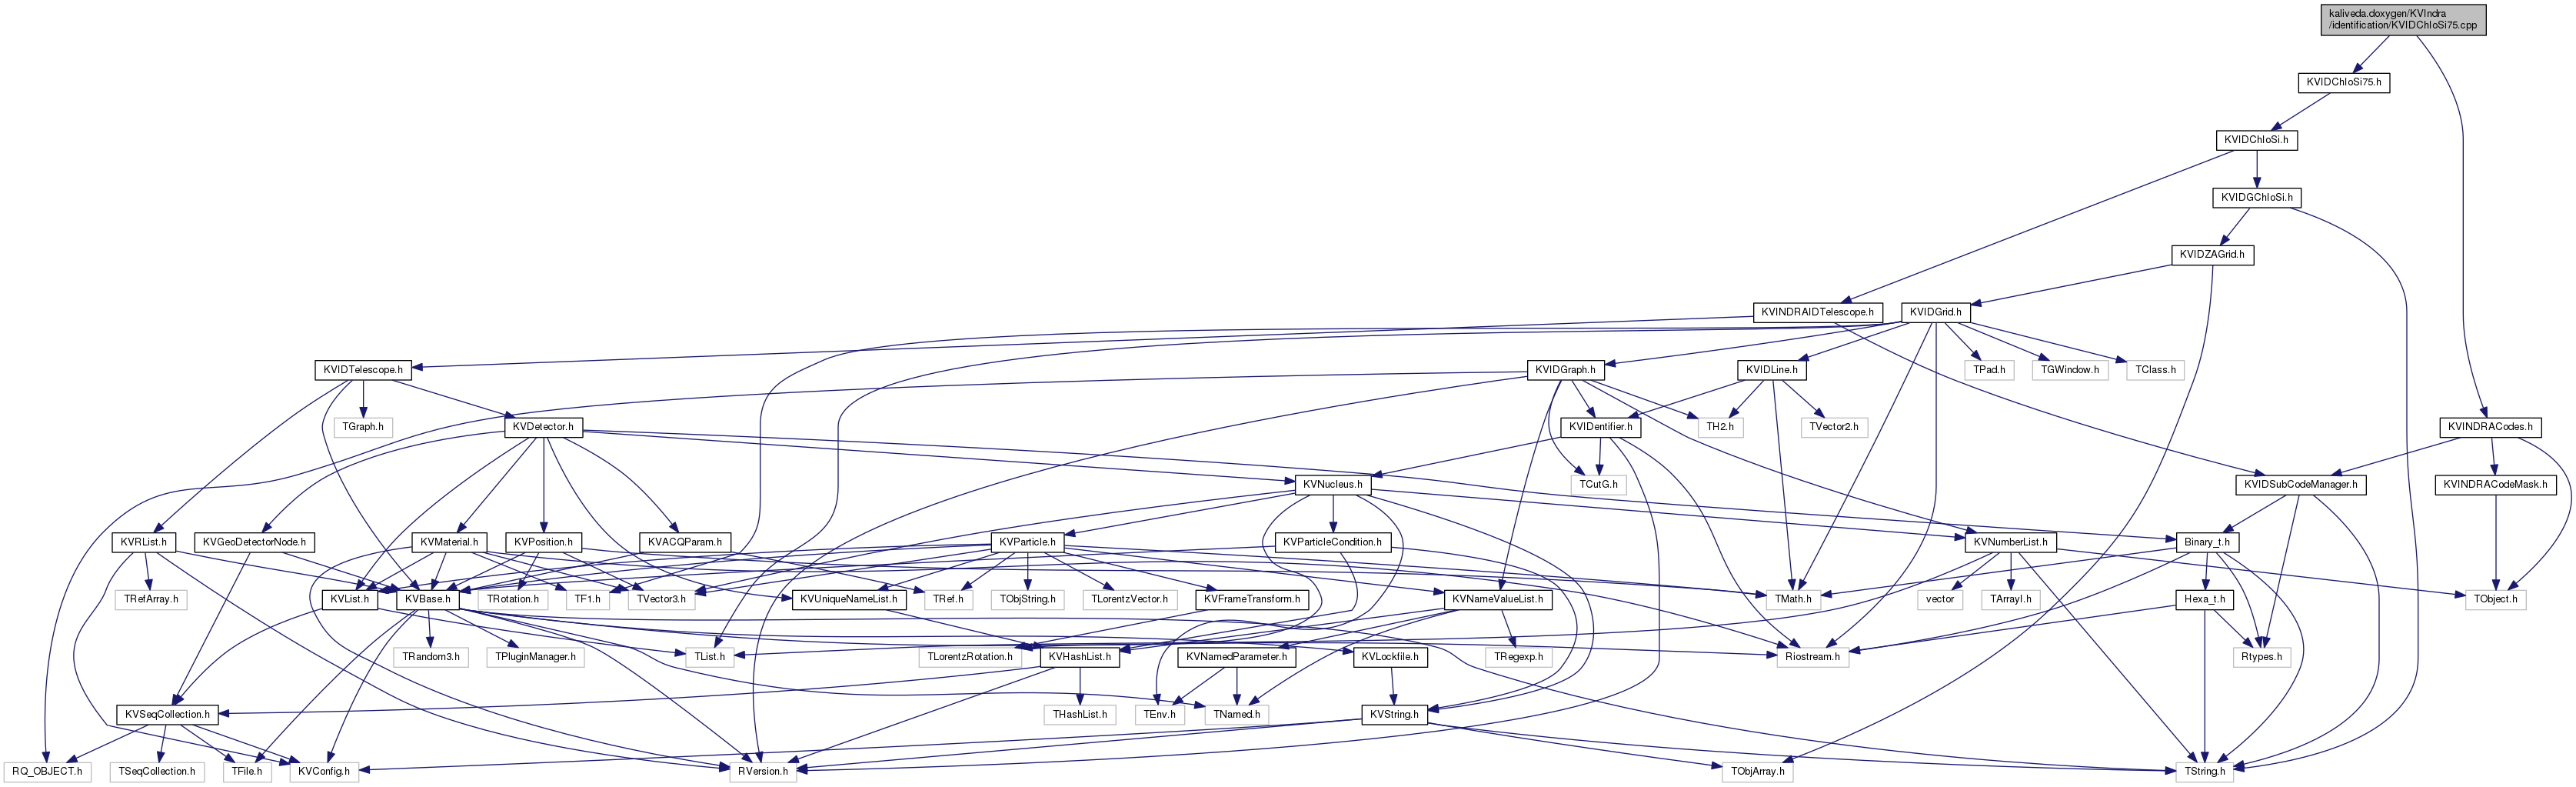 kaliveda.doxygen/KVIndra
/identification/KVIDChIoSi75.cpp
KVIDChIoSi75.h
KVIDChIoSi.h
KVIDGChIoSi.h
KVIDZAGrid.h
KVINDRAIDTelescope.h
KVIDGrid.h
KVIDTelescope.h
KVIDGraph.h
KVIDLine.h
TPad.h
TGWindow.h
TClass.h
TGraph.h
KVDetector.h
KVIDentifier.h
TH2.h
TVector2.h
KVINDRACodes.h
TCutG.h
KVNucleus.h
KVIDSubCodeManager.h
KVINDRACodeMask.h
KVRList.h
KVGeoDetectorNode.h
KVMaterial.h
KVPosition.h
KVACQParam.h
KVParticle.h
KVParticleCondition.h
KVNumberList.h
Binary_t.h
TRefArray.h
KVList.h
KVBase.h
TRotation.h
TF1.h
TVector3.h
KVUniqueNameList.h
TRef.h
TObjString.h
TLorentzVector.h
KVFrameTransform.h
KVNameValueList.h
TMath.h
vector
TArrayI.h
Hexa_t.h
TObject.h
TRandom3.h
TPluginManager.h
TList.h
TLorentzRotation.h
KVHashList.h
KVNamedParameter.h
KVLockfile.h
TRegexp.h
Riostream.h
Rtypes.h
KVSeqCollection.h
THashList.h
TEnv.h
TNamed.h
KVString.h
RQ_OBJECT.h
TSeqCollection.h
TFile.h
KVConfig.h
RVersion.h
TObjArray.h
TString.h